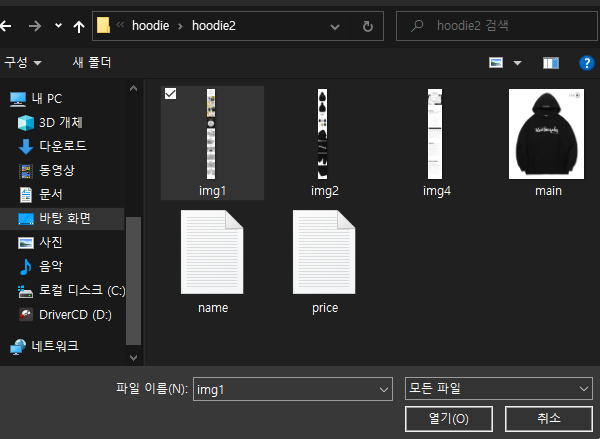 hoodie › hoodie2
hoodie2 검색
구성
새 폴더
내 PC
3D 개체
다운로드
동영상
문서
바탕 화면
사진
음악
로컬 디스크 (C:)
DriverCD (D:)
네트워크
img1
img2
img4
main
name
price
파일 이름(N):
img1
모든 파일
열기(O)
취소